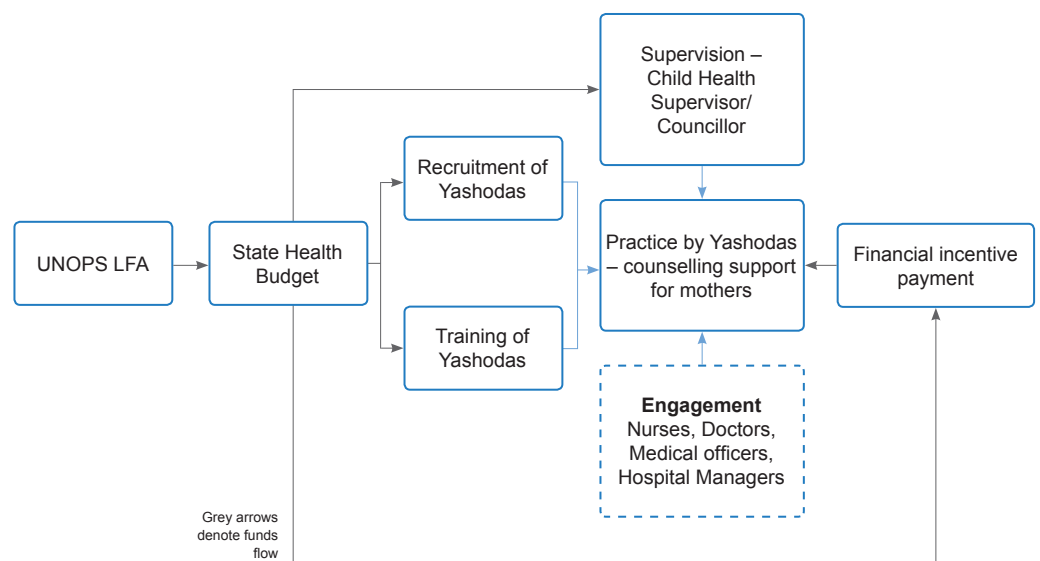 Supervision –
Child Health
Supervisor/
Councillor
Recruitment of
Yashodas
UNOPS LFA
State Health
Budget
Practice by Yashodas
– counselling support
for mothers
Financial incentive
payment
Training of
Yashodas
Engagement
Nurses, Doctors,
Medical officers,
Hospital Managers
Grey arrows
denote funds
flow